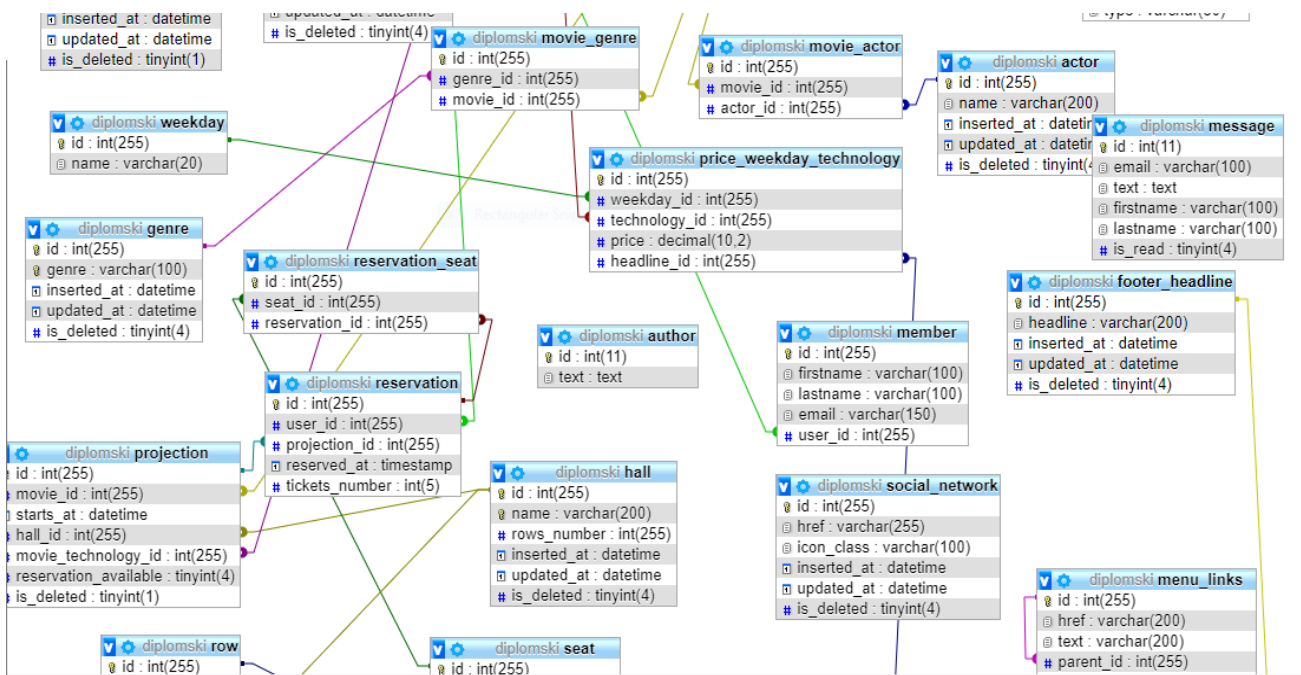 inserted_at : datetime
updated_at : datetime
is_deleted : tinyint(1)
updated_at : datetime
is_deleted : tinyint(4)
diplomski movie_genre
id : int(255)
genre_id : int(255)
movie_id : int(255)
diplomski movie_actor
id : int(255)
movie_id : int(255)
actor_id : int(255)
diplomski actor
id : int(255)
name : varchar(200)
inserted_at : datetim
updated_at : datetim
is_deleted : tinyint(4)
diplomski message
id : int(11)
email : varchar(100)
text : text
firstname : varchar(100)
lastname : varchar(100)
is_read : tinyint(4)
diplomski weekday
id : int(255)
name : varchar(20)
diplomski price_weekday_technology
id : int(255)
weekday_id : int(255)
technology_id : int(255)
price : decimal(10,2)
headline_id : int(255)
Rectangular Snip
diplomski genre
id : int(255)
genre : varchar(100)
inserted_at : datetime
updated_at : datetime
is_deleted : tinyint(4)
diplomski reservation_seat
id : int(255)
seat_id : int(255)
reservation_id : int(255)
diplomski author
id : int(11)
text : text
diplomski member
id : int(255)
firstname : varchar(100)
lastname : varchar(100)
email : varchar(150)
user_id : int(255)
diplomski footer_headline
id : int(255)
headline : varchar(200)
inserted_at : datetime
updated_at : datetime
is_deleted : tinyint(4)
diplomski reservation
id : int(255)
user_id : int(255)
projection_id : int(255)
reserved_at : timestamp
tickets_number : int(5)
diplomski projection
id : int(255)
movie_id : int(255)
starts_at : datetime
hall_id : int(255)
movie_technology_id : int(255)
reservation_available : tinyint(4)
is_deleted : tinyint(1)
diplomski hall
id : int(255)
name : varchar(200)
rows_number : int(255)
inserted_at : datetime
updated_at : datetime
is_deleted : tinyint(4)
diplomski social_network
id : int(255)
href : varchar(255)
icon_class : varchar(100)
inserted_at : datetime
updated_at : datetime
is_deleted : tinyint(4)
diplomski menu_links
id : int(255)
href : varchar(200)
text : varchar(200)
parent_id : int(255)
diplomski row
id : int(255)
diplomski seat
id : int(255)